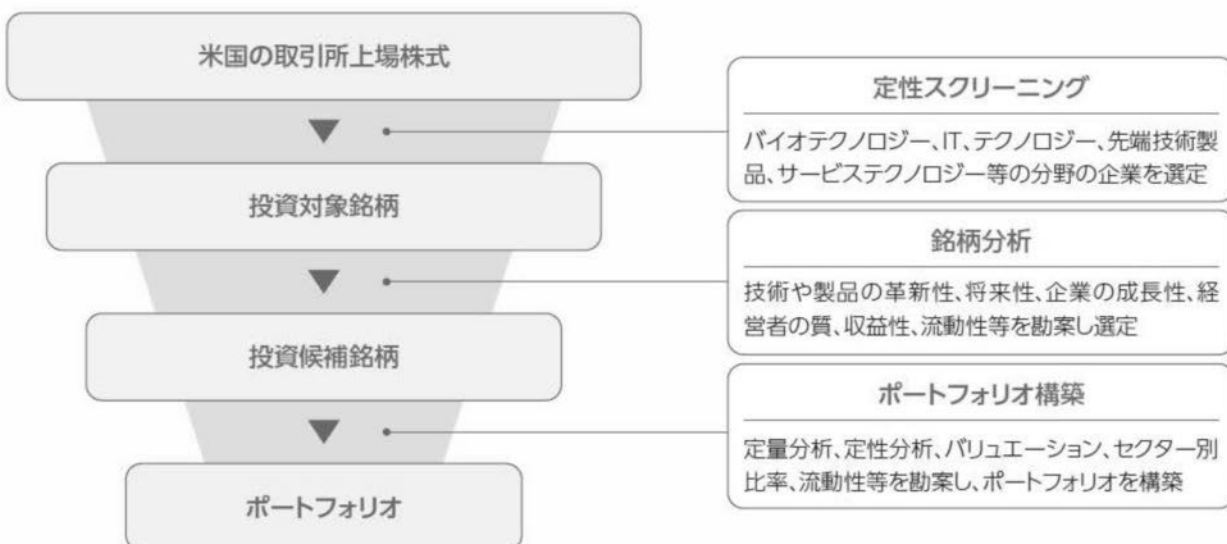 米国の取引所上場株式
定性スクリーニング
バイオテクノロジー、IT、テクノロジー、先端技術製
品、サービステクノロジー等の分野の企業を選定
投資対象銘柄
銘柄分析
技術や製品の革新性、将来性、企業の成長性、経
営者の質、収益性、流動性等を勘案し選定
投資候補銘柄
ポートフォリオ構築
定量分析、定性分析、バリュエーション、セクター別
比率、流動性等を勘案し、ポートフォリオを構築
ポートフォリオ